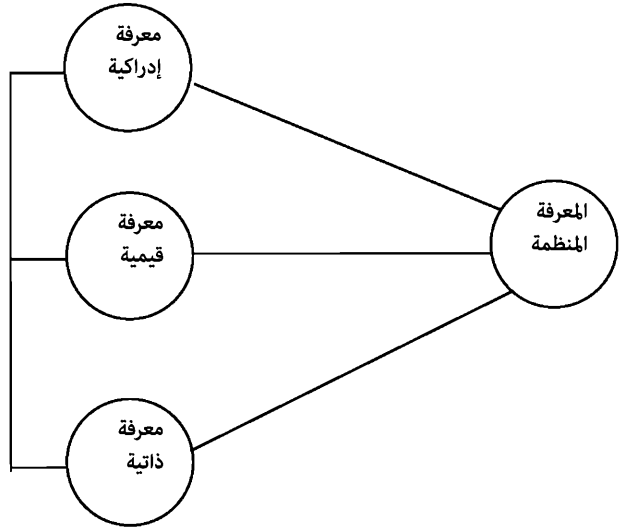 معرفة
إدراكية
المعرفة
المنظمة
معرفة
قيمية
معرفة
ذاتية